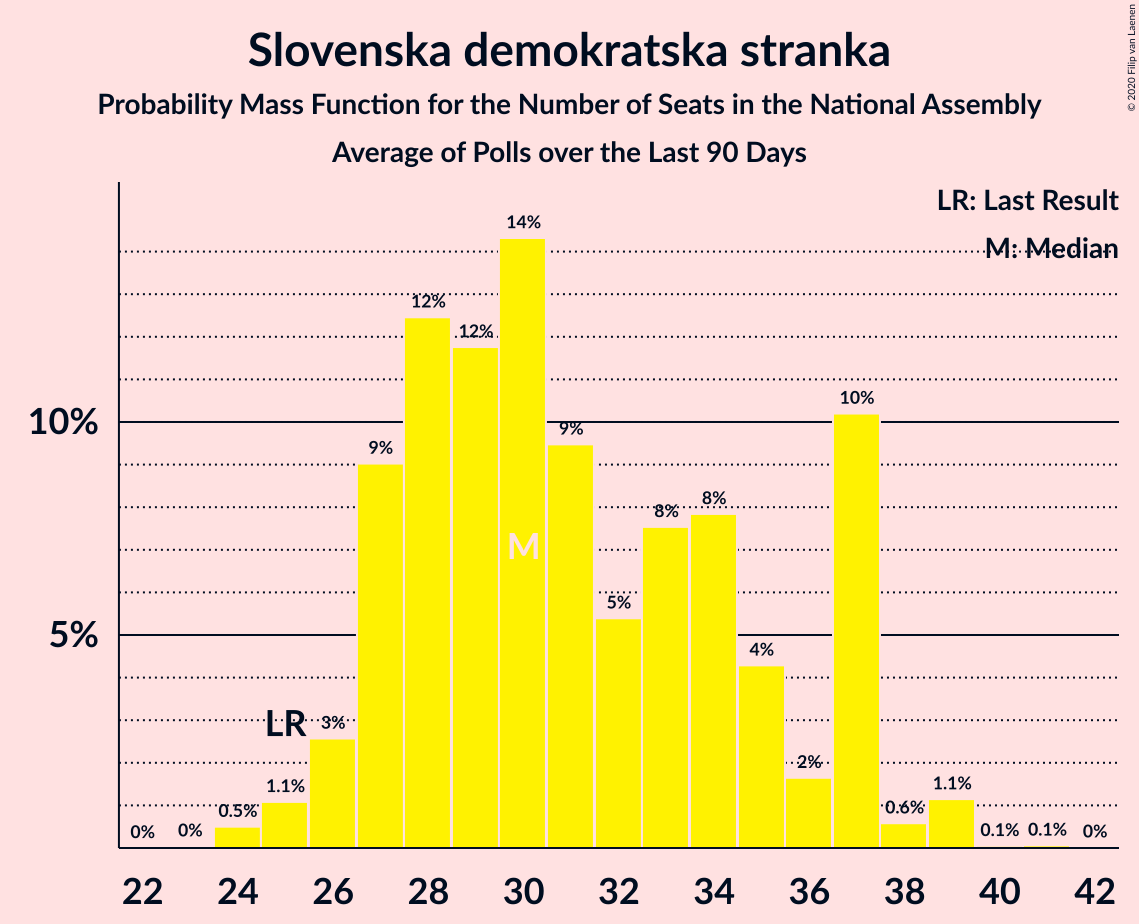 Slovenska demokratska stranka
Probability Mass Function for the Number of Seats in the National Assembly
Average of Polls over the Last 90 Days
© 2020 Filip van Laenen
LR: Last Result
M: Median
10%
5%
0%
0%
0.5%
1.1%
LR
3%
9%
12%
12%
14%
M
9%
5%
8%
8%
4%
2%
10%
0.6%
1.1%
0.1%
0.1%
0%
22 24 26 28 30 32 34 36 38 40 42